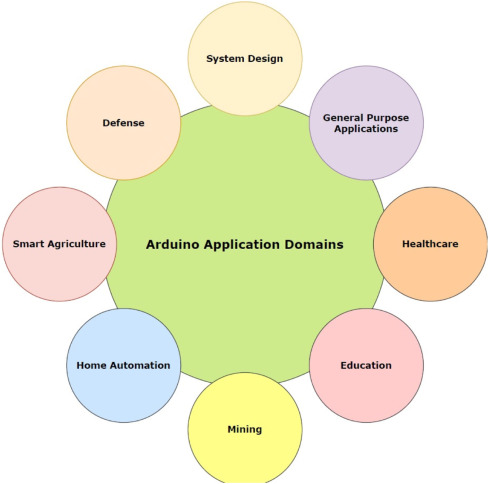 System Design
Defense
General Purpose
Applications
Smart Agriculture
Arduino Application Domains
Healthcare
Home Automation
Education
Mining